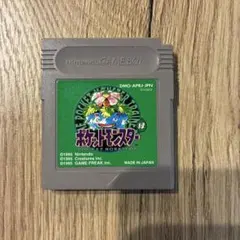 Nintendo GAME BOY
DMG-APBJ-JPN
ポケットモンスター
©1995 Nintendo
©1995 Creatures inc.
©1995 GAME FREAK inc.
MADE IN JAPAN